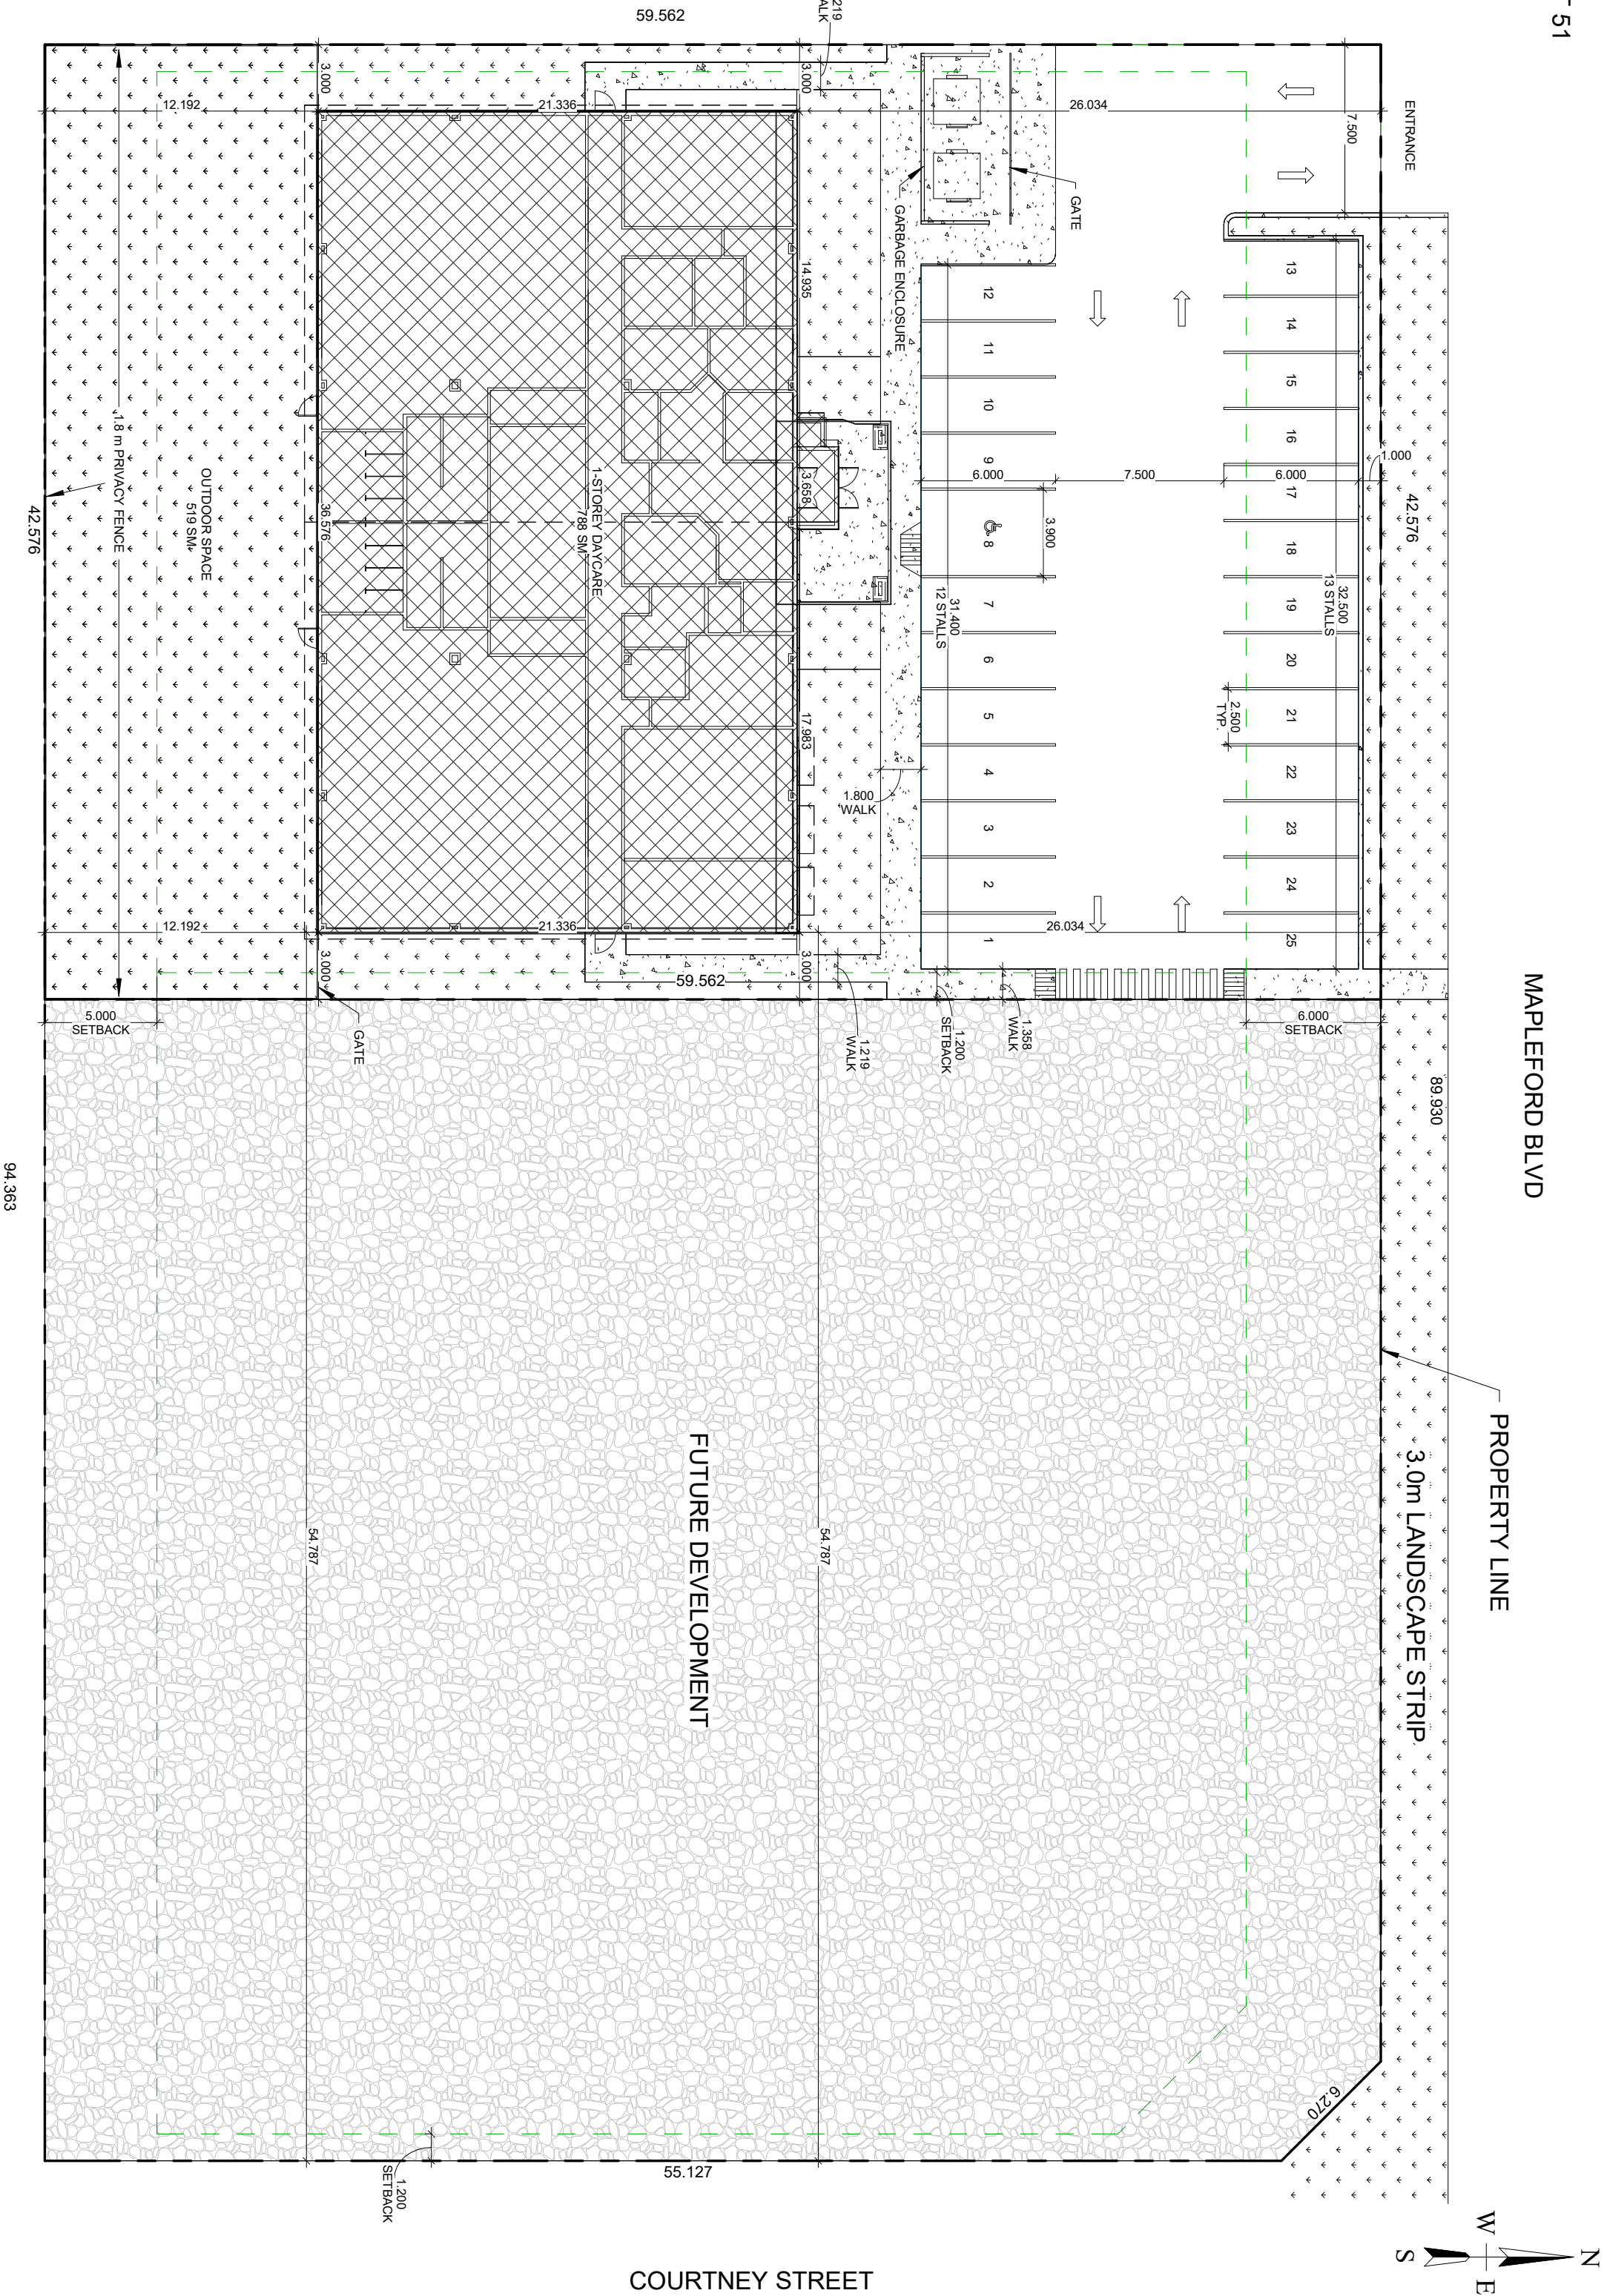 51
MAPLEFORD BLVD
PROPERTY LINE
3.0m LANDSCAPE STRIP
89.930
ENTRANCE
42.576
7.500
1.000
13
14
15
16
17
18
19
20
21
22
23
24
25
32.500
13 STALLS
2.500
TYP.
6.000
7.500
6.000
3.900
26.034
26.034
GATE
GARBAGE ENCLOSURE
12
11
10
9
8
7
6
5
4
3
2
1
31.400
12 STALLS
1.800
WALK
1.358
WALK
1.200
SETBACK
1.219
WALK
6.000
SETBACK
59.562
3.000
3.000
14.935
3.658
17.983
3.000
3.000
59.562
21.336
21.336
1-STOREY DAYCARE
788 SM
36.576
12.192
12.192
OUTDOOR SPACE
519 SM
1.8 m PRIVACY FENCE
42.576
GATE
5.000
SETBACK
FUTURE DEVELOPMENT
54.787
54.787
94.363
6.270
55.127
1.200
SETBACK
COURTNEY STREET
N
W
E
S